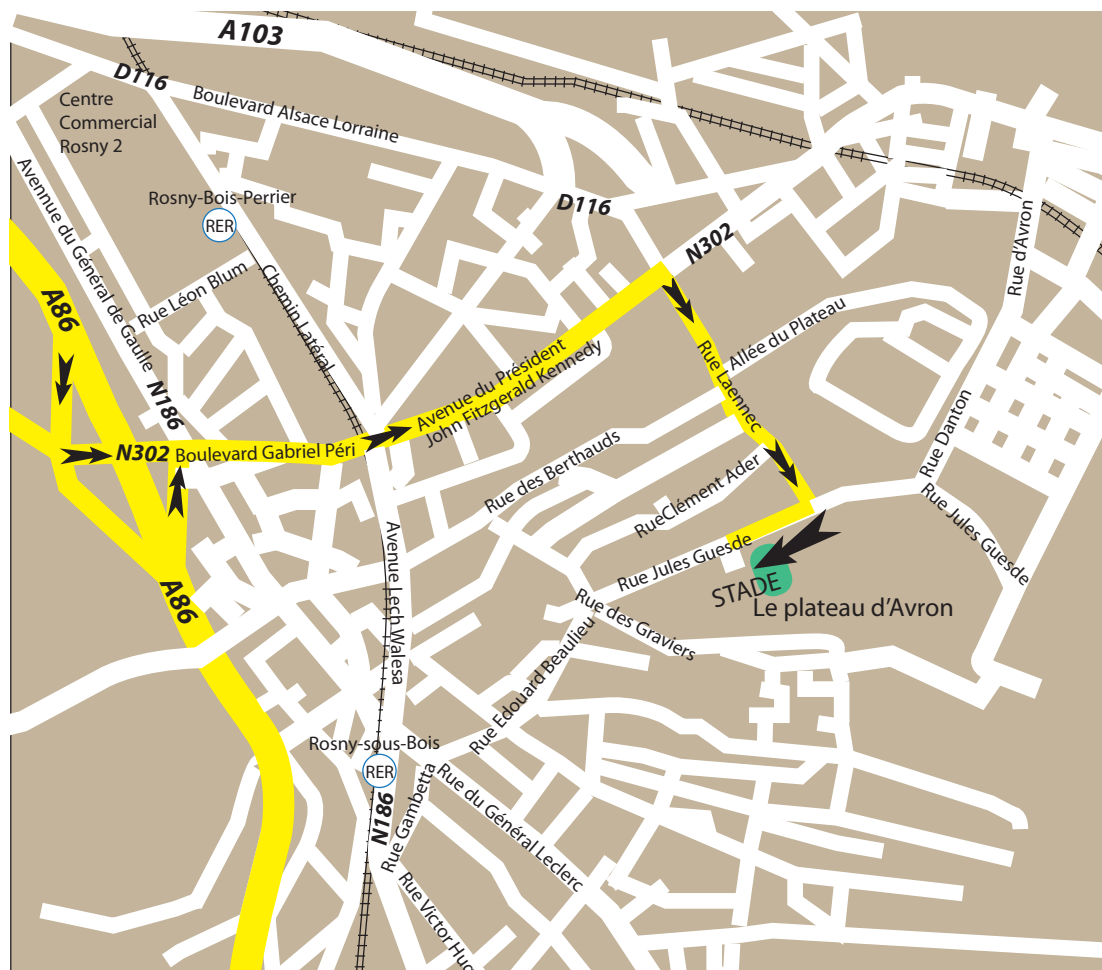 A103
D116
Boulevard Alsace Lorraine
Centre
Commercial
Rosny 2
Avennue du Général de Gaulle
Rosny-Bois-Perrier
RER
D116
N302
Rue d'Avron
A86
Rue Léon Blum
Chemin Latéral
N186
Allée du Plateau
Rue Laennec
Avenue du Président
John Fitzgerald Kennedy
N302
Boulevard Gabriel Péri
Rue des Berthauds
RueClément Ader
Rue Danton
Rue Jules Guesde
Avenue Lech Walesa
Rue Jules Guesde
STADE
Le plateau d'Avron
A86
Rue des Graviers
Rue Edouard Beaulieu
Rosny-sous-Bois
RER
N186
Rue Gambetta
Rue du Général Leclerc
Rue Victor Hug